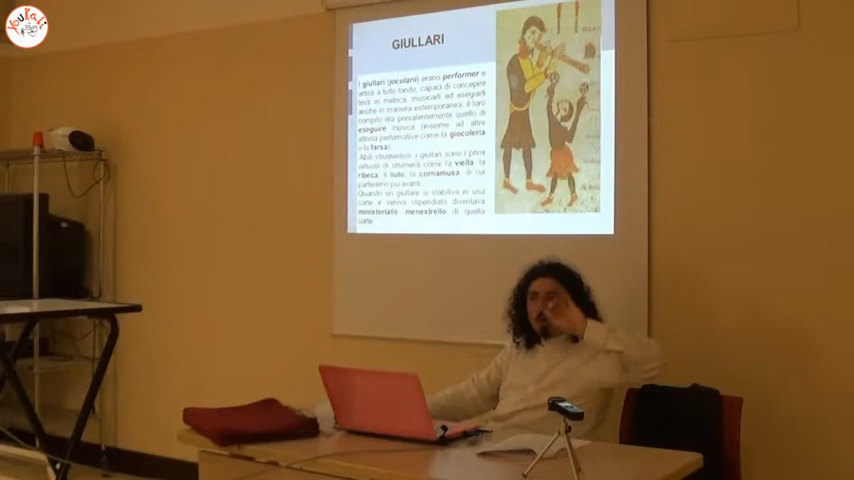 YouKali
GIULLARI
I giullari (joculares) erano performer e
artisti a tutto tondo, capaci di concepire
testi in metrica, musicarli ed eseguirli
anche in maniera estemporanea. Il loro
compito era prevalentemente quello di
eseguire musica (insieme ad altre
attività performative come la giocoleria
e la farsa).
Abili strumentisti, i giullari sono i primi
virtuosi di strumenti come la viella, la
ribeca, il liuto, la cornamusa, di cui
parleremo più avanti.
Quando un giullare si stabiliva in una
corte e veniva stipendiato diventava
ministerialis menestrello di quella
corte.